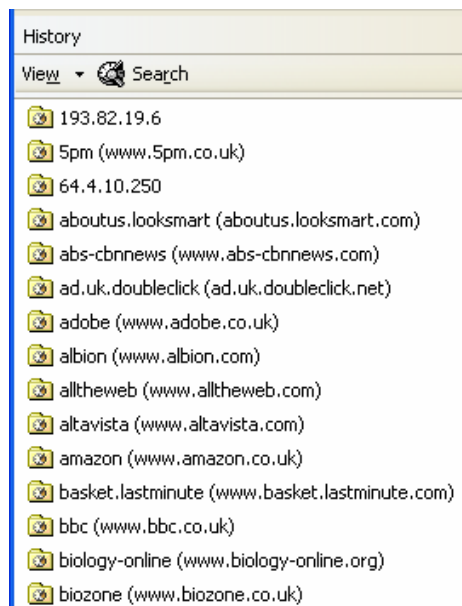 History
View Search
193.82.19.6
5pm (www.5pm.co.uk)
64.4.10.250
aboutus.looksmart (aboutus.looksmart.com)
abs-cbnnews (www.abs-cbnnews.com)
ad.uk.doubleclick (ad.uk.doubleclick.net)
adobe (www.adobe.co.uk)
albion (www.albion.com)
alltheweb (www.alltheweb.com)
altavista (www.altavista.com)
amazon (www.amazon.co.uk)
basket.lastminute (www.basket.lastminute.com)
bbc (www.bbc.co.uk)
biology-online (www.biology-online.org)
biozone (www.biozone.co.uk)